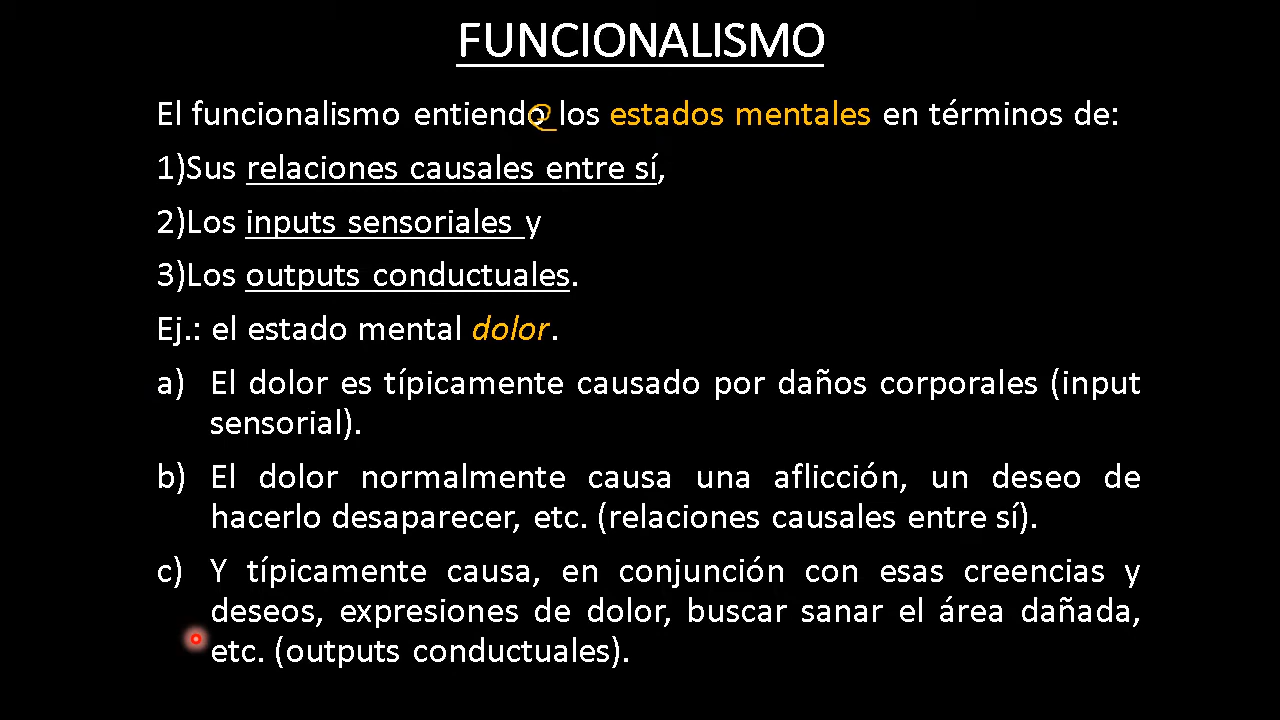 FUNCIONALISMO
El funcionalismo entiendo los estados mentales en términos de:
1)Sus relaciones causales entre sí,
2)Los inputs sensoriales y
3)Los outputs conductuales.
Ej.: el estado mental dolor.
a) El dolor es típicamente causado por daños corporales (input
sensorial).
b) El dolor normalmente causa una aflicción, un deseo de
hacerlo desaparecer, etc. (relaciones causales entre sí).
c) Y típicamente causa, en conjunción con esas creencias y
deseos, expresiones de dolor, buscar sanar el área dañada,
etc. (outputs conductuales).